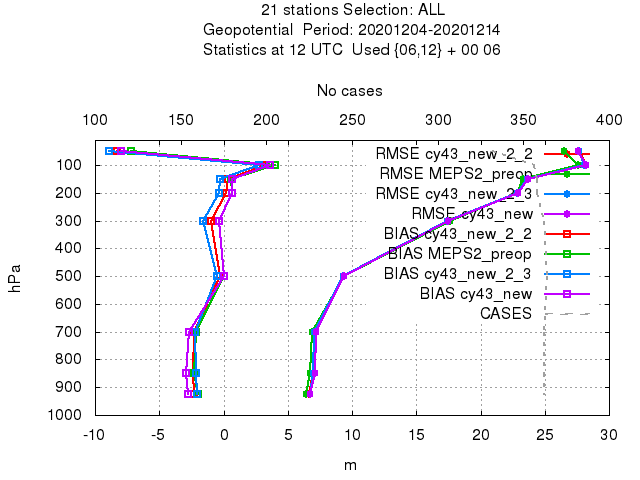 21 stations Selection: ALL
Geopotential  Period: 20201204-20201214
Statistics at 12 UTC  Used {06,12} + 00 06
No cases
100 150 200 250 300 350 400
RMSE cy43_new_2_2
RMSE MEPS2_preop
RMSE cy43_new_2_3
RMSE cy43_new
BIAS cy43_new_2_2
BIAS MEPS2_preop
BIAS cy43_new_2_3
BIAS cy43_new
CASES
hPa
100
200
300
400
500
600
700
800
900
1000
-10 -5 0 5 10 15 20 25 30
m